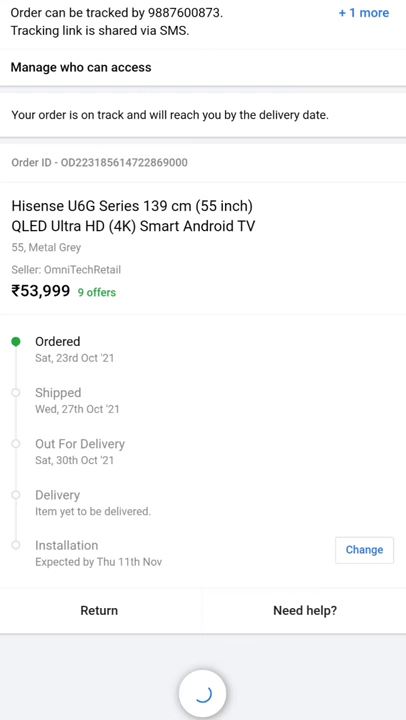 Order can be tracked by 9887600873.
+ 1 more
Tracking link is shared via SMS.
Manage who can access
Your order is on track and will reach you by the delivery date.
Order ID - OD223185614722869000
Hisense U6G Series 139 cm (55 inch)
QLED Ultra HD (4K) Smart Android TV
55, Metal Grey
Seller: OmniTechRetail
₹53,999 9 offers
Ordered
Sat, 23rd Oct '21
Shipped
Wed, 27th Oct '21
Out For Delivery
Sat, 30th Oct '21
Delivery
Item yet to be delivered.
Installation
Expected by Thu 11th Nov
Change
Return
Need help?